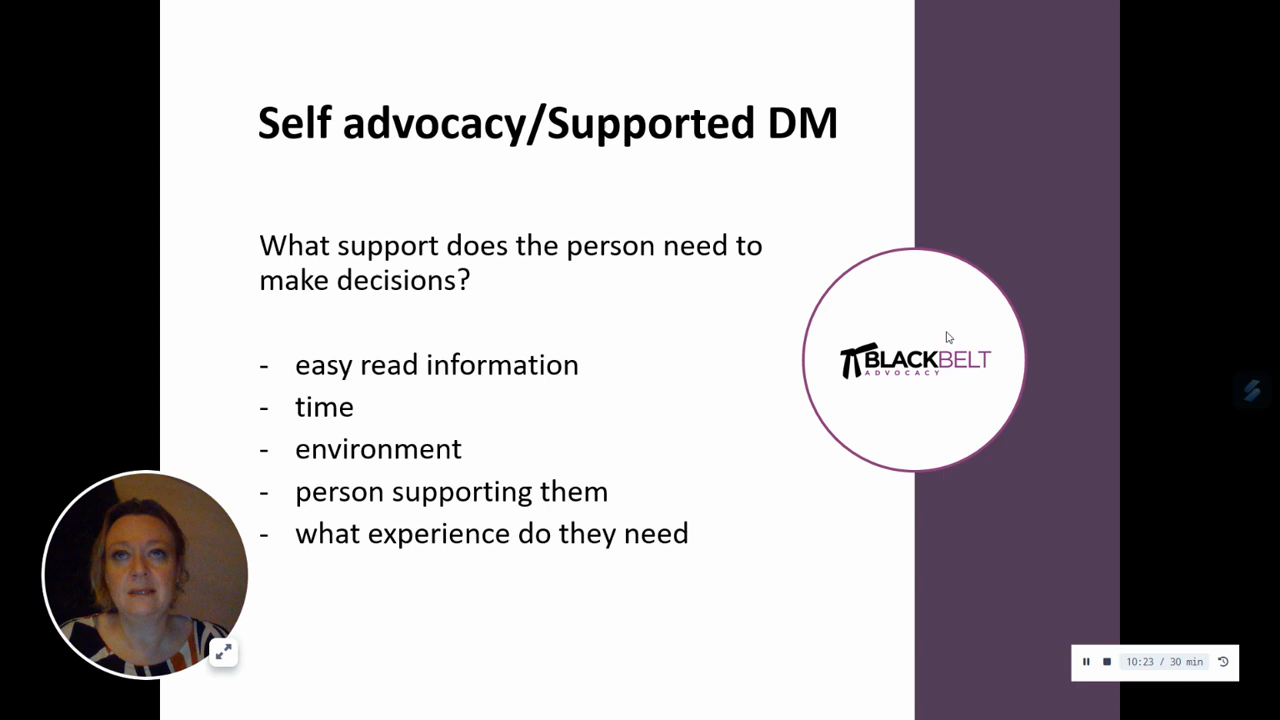 Self advocacy/Supported DM
What support does the person need to
make decisions?
- easy read information
- time
- environment
- person supporting them
- what experience do they need
BLACKBELT
ADVOCACY
10:23 / 30 min